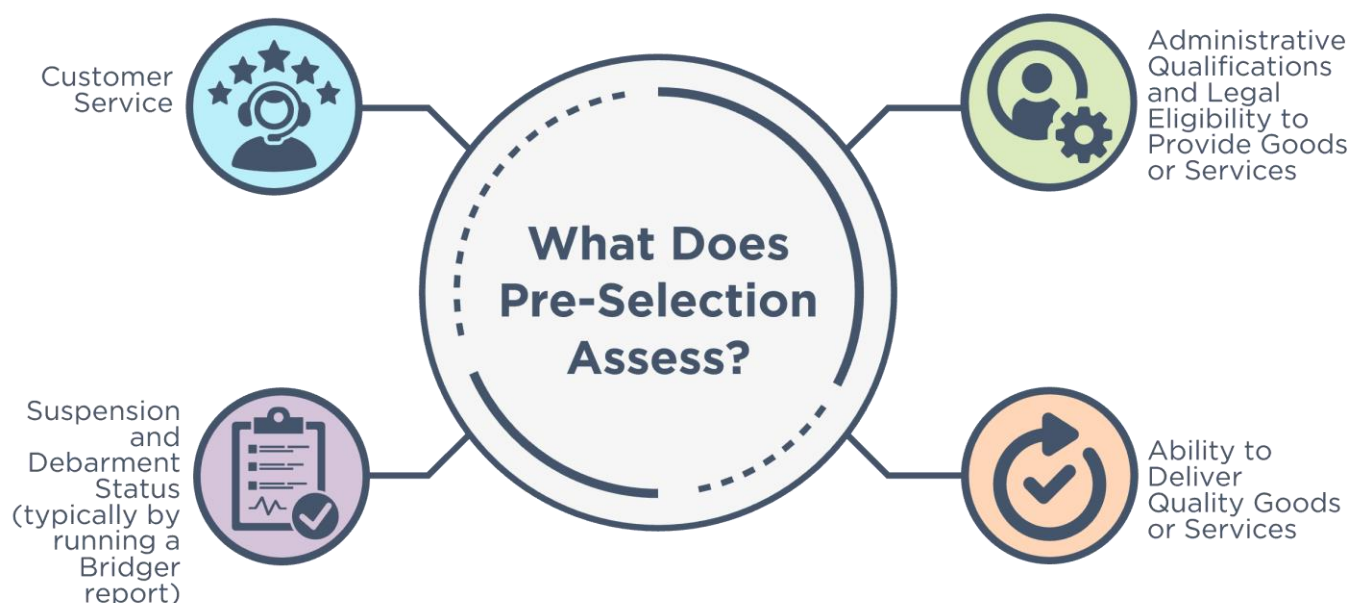 Customer
Service
Administrative
Qualifications
and Legal
Eligibility to
Provide Goods
or Services
What Does
Pre-Selection
Assess?
Suspension
and
Debarment
Status
(typically by
running a
Bridger
report)
Ability to
Deliver
Quality Goods
or Services